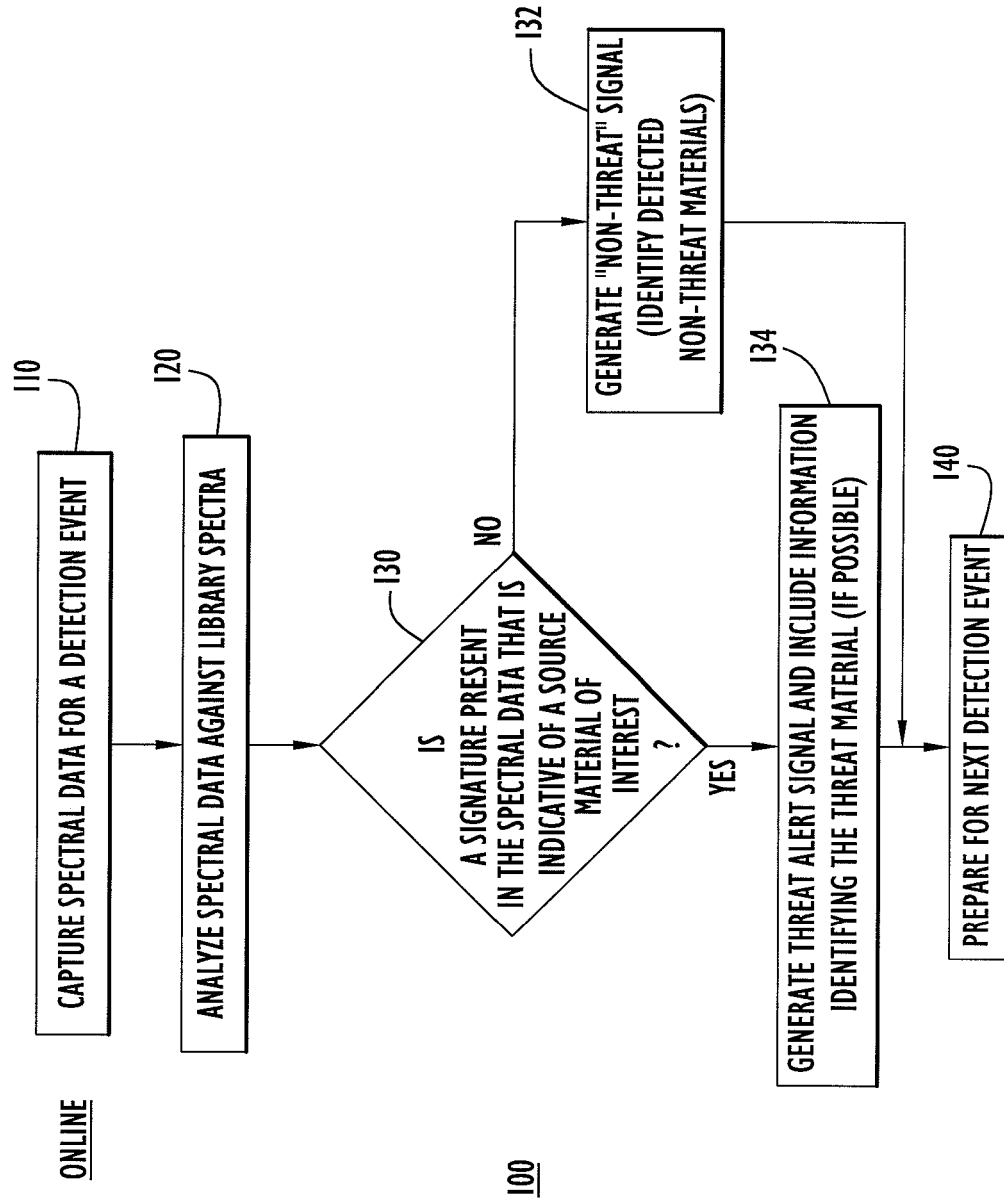 ONLINE
100
110
CAPTURE SPECTRAL DATA FOR A DETECTION EVENT
120
ANALYZE SPECTRAL DATA AGAINST LIBRARY SPECTRA
130
IS
A SIGNATURE PRESENT
IN THE SPECTRAL DATA THAT IS
INDICATIVE OF A SOURCE
MATERIAL OF
INTEREST
?
NO
YES
132
GENERATE "NON-THREAT" SIGNAL
(IDENTIFY DETECTED
NON-THREAT MATERIALS)
134
GENERATE THREAT ALERT SIGNAL AND INCLUDE INFORMATION
IDENTIFYING THE THREAT MATERIAL (IF POSSIBLE)
140
PREPARE FOR NEXT DETECTION EVENT